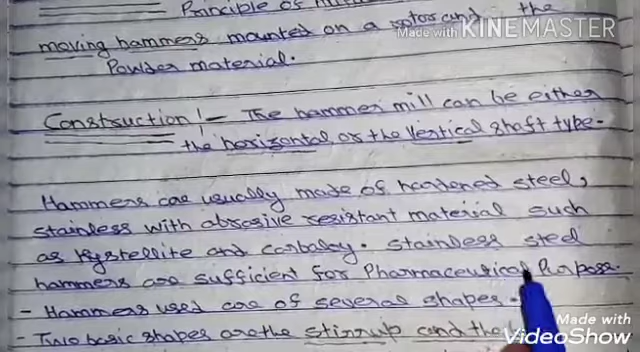 Principle of
moving hammers mounted on a rotor and the
Powder material.
Construction :- The hammer mill can be either
the horizontal or the vertical shaft type.
Hammers are usually made of hardened steel,
stainless with abrasive resistant material such
as Hystellite and carbaloy. Stainless steel
hammers are sufficient for Pharmaceutical Purpose.
- Hammers used are of several shapes.
- Two basic shapes are the stirrup and the
Made with KINEMASTER
Made with
VideoShow